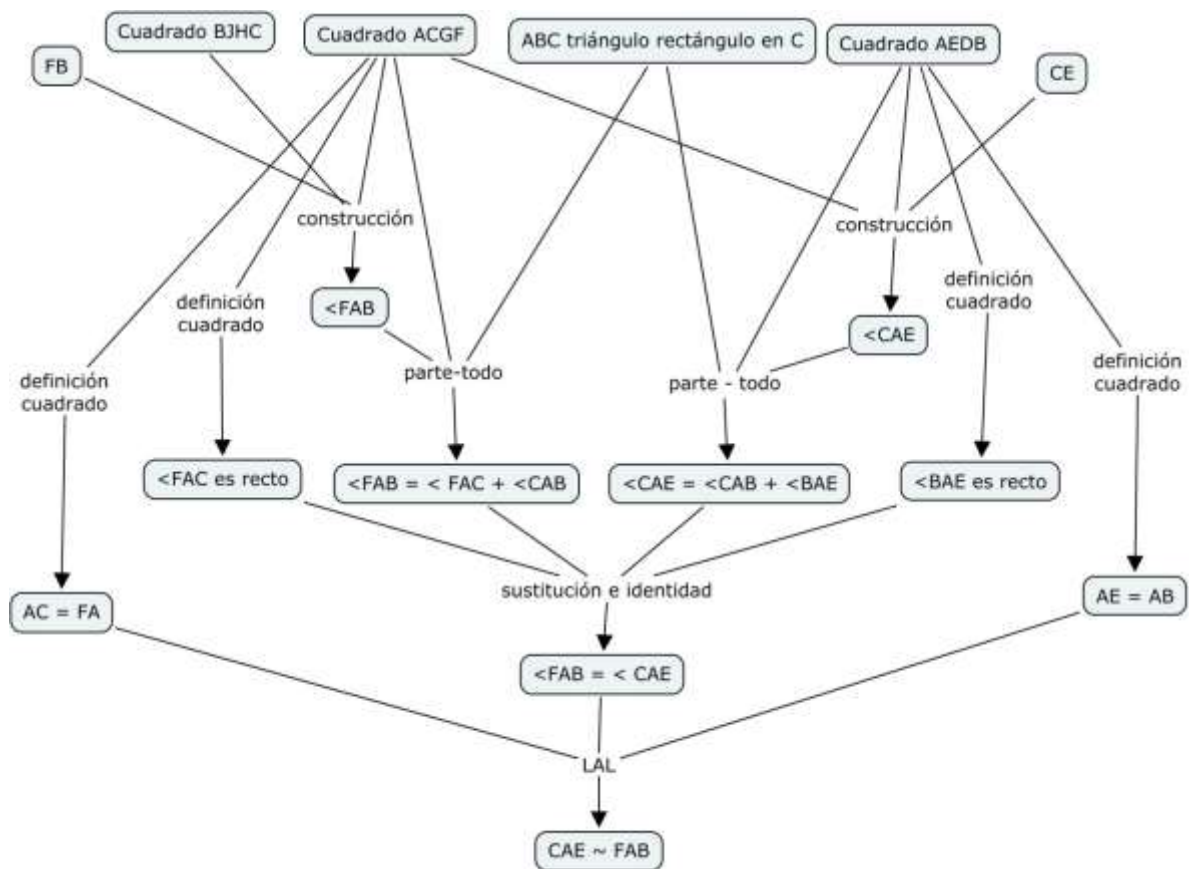 Cuadrado BJHC
Cuadrado ACGF
ABC triángulo rectángulo en C
Cuadrado AEDB
FB
CE
construcción
construcción
definición
cuadrado
<FAB
definición
cuadrado
<CAE
definición
cuadrado
parte-todo
parte - todo
definición
cuadrado
<FAC es recto
<FAB = < FAC + <CAB
<CAE = <CAB + <BAE
<BAE es recto
sustitución e identidad
AC = FA
AE = AB
<FAB = < CAE
LAL
CAE ~ FAB